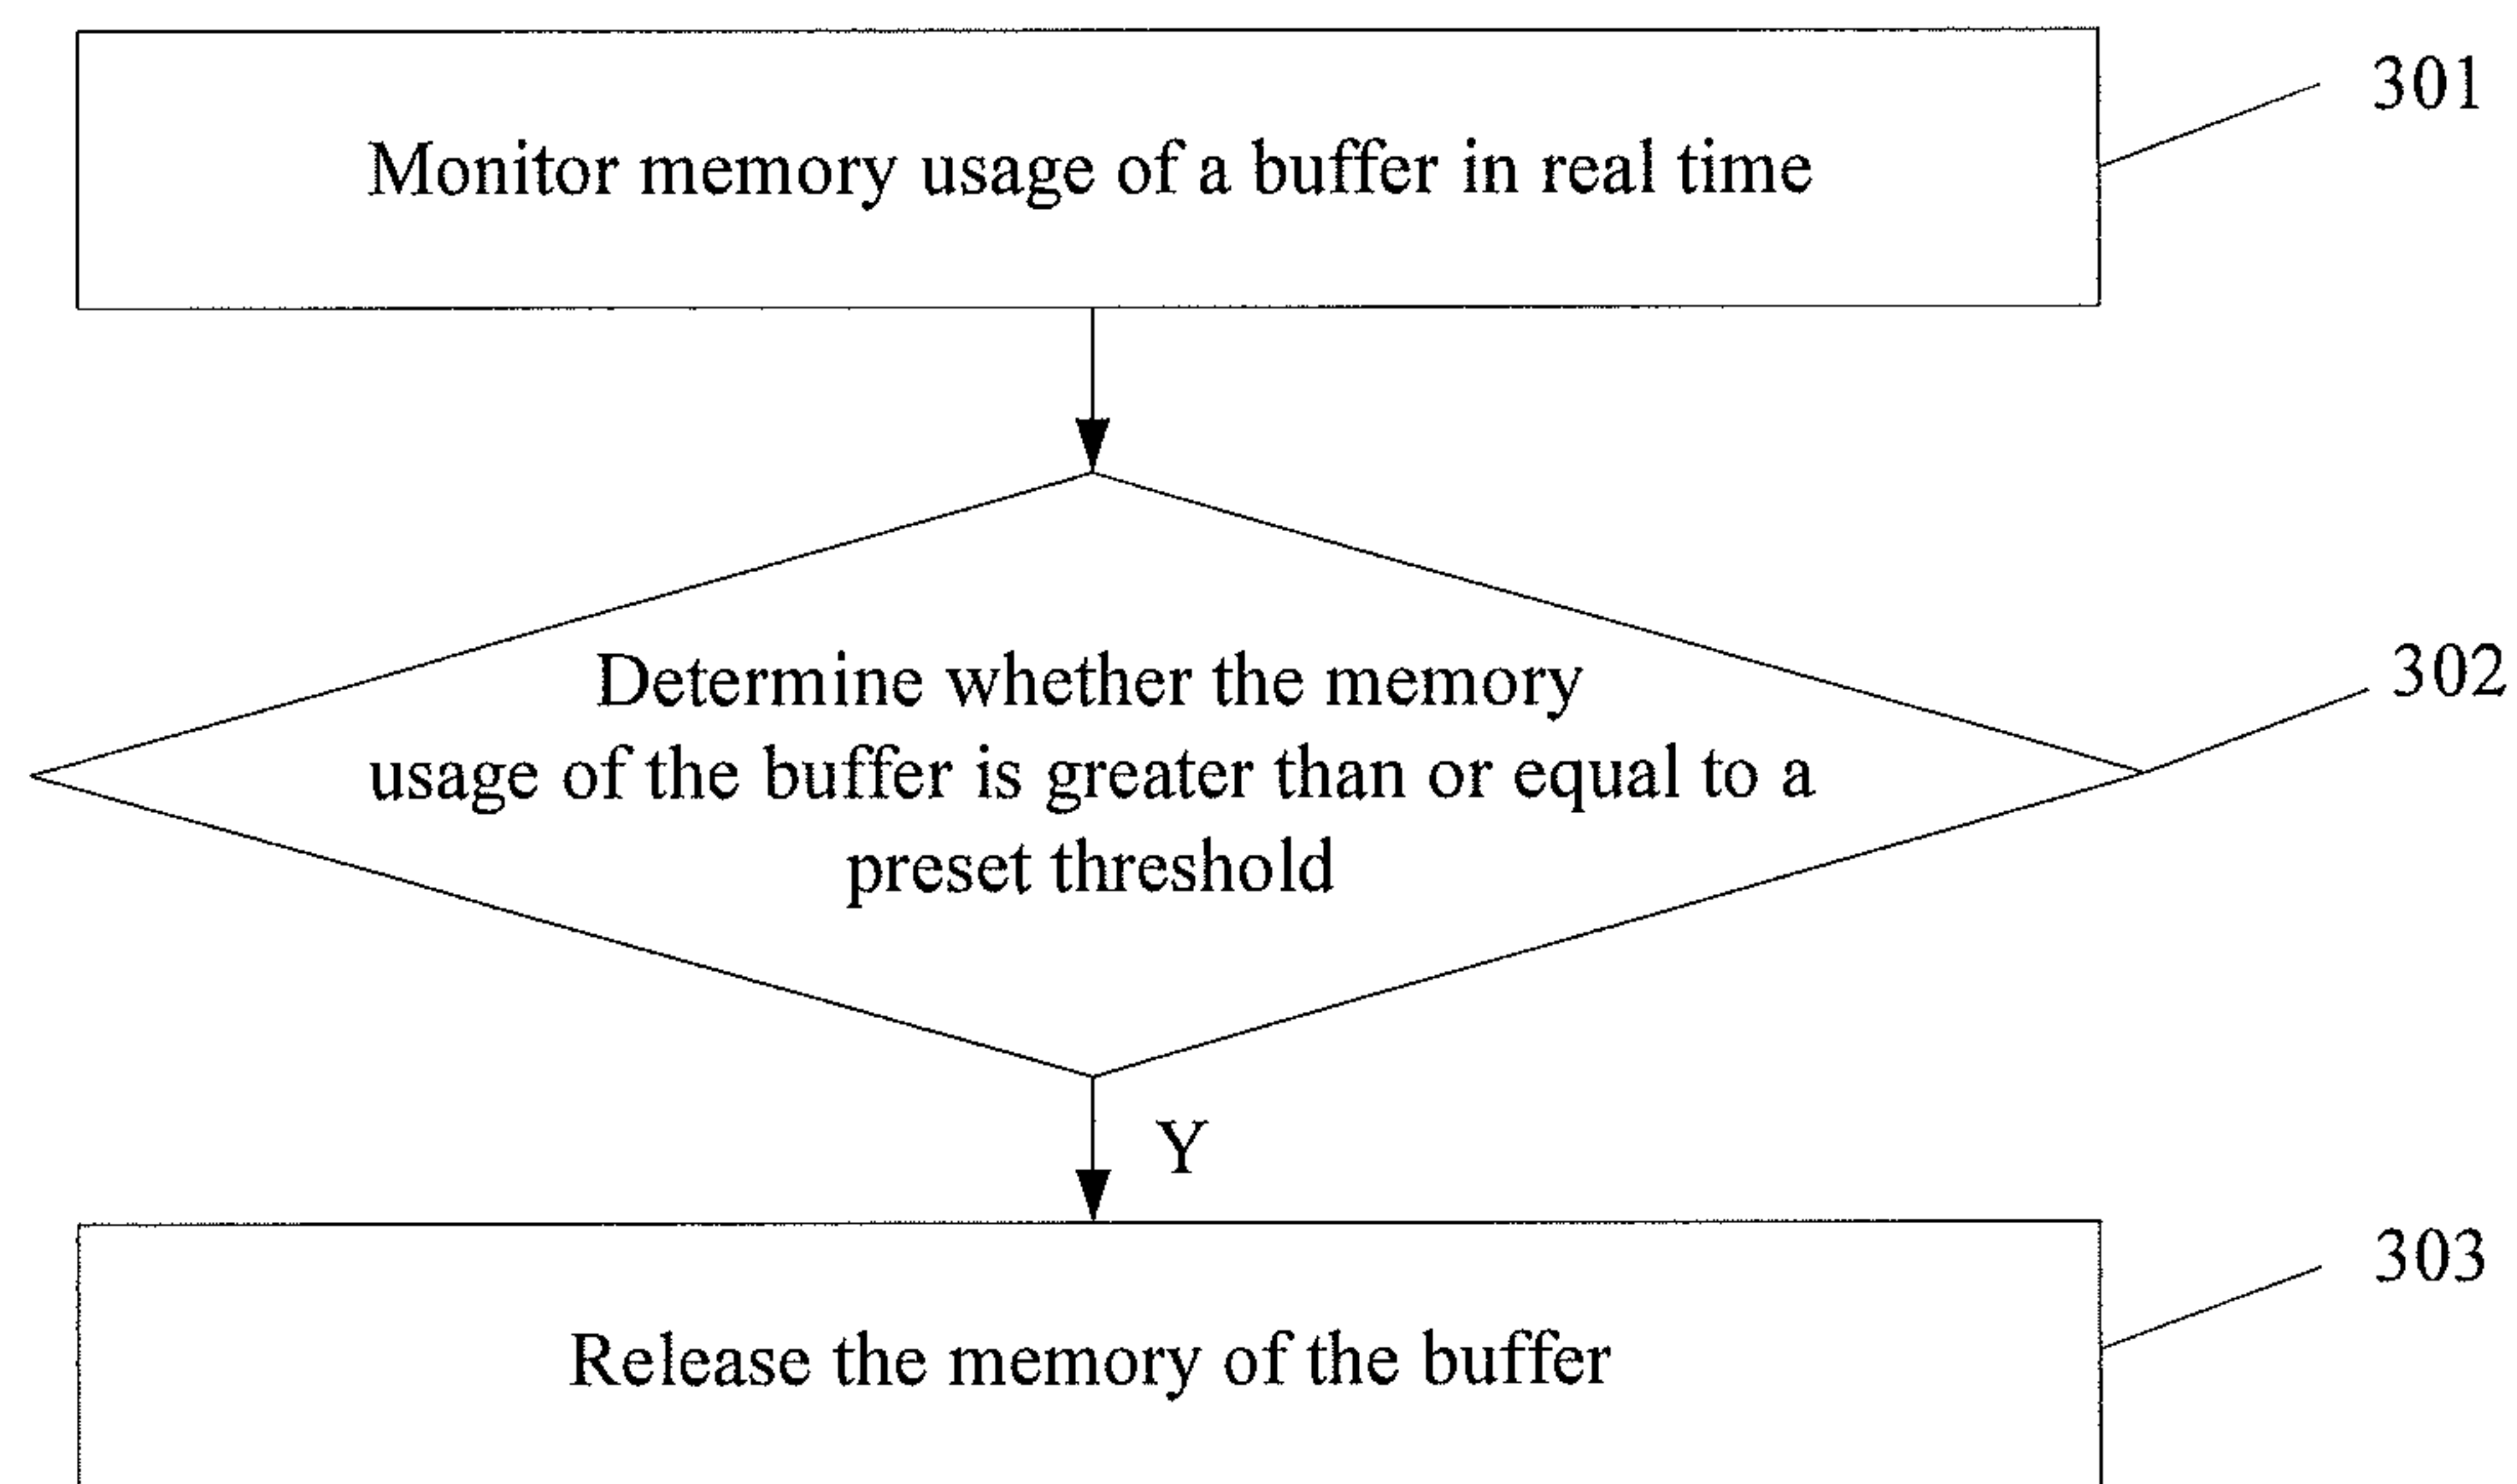 301
Monitor memory usage of a buffer in real time
302
Determine whether the memory
usage of the buffer is greater than or equal to a
preset threshold
Y
303
Release the memory of the buffer